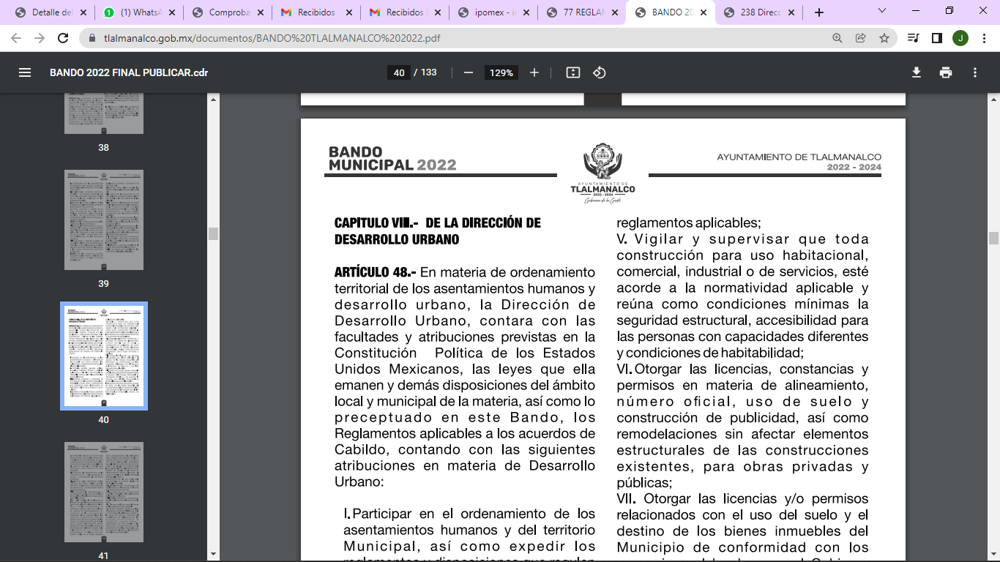 Detalle del
(1) WhatsA
Comproba
Recibidos
Recibidos
ipomex - i
77 REGLA
BANDO 20
238 Direcc
tlalmanalco.gob.mx/documentos/BANDO%20TLALMANALCO%202022.pdf
J
BANDO 2022 FINAL PUBLICAR.cdr
40 / 133
129%
38
39
40
41
BANDO
MUNICIPAL 2022
AYUNTAMIENTO DE
TLALMANALCO
2022 - 2024
Gobierno de la Gente
AYUNTAMIENTO DE TLALMANALCO
2022 - 2024
CAPITULO VIII.- DE LA DIRECCIÓN DE
DESARROLLO URBANO
ARTÍCULO 48.- En materia de ordenamiento
territorial de los asentamientos humanos y
desarrollo urbano, la Dirección de
Desarrollo Urbano, contara con las
facultades y atribuciones previstas en la
Constitución Política de los Estados
Unidos Mexicanos, las leyes que ella
emanen y demás disposiciones del ámbito
local y municipal de la materia, así como lo
preceptuado en este Bando, los
Reglamentos aplicables a los acuerdos de
Cabildo, contando con las siguientes
atribuciones en materia de Desarrollo
Urbano:
I. Participar en el ordenamiento de los
asentamientos humanos y del territorio
Municipal, así como expedir los
reglamentos y disposiciones que regulen
reglamentos aplicables;
V. Vigilar y supervisar que toda
construcción para uso habitacional,
comercial, industrial o de servicios, esté
acorde a la normatividad aplicable y
reúna como condiciones mínimas la
seguridad estructural, accesibilidad para
las personas con capacidades diferentes
y condiciones de habitabilidad;
VI. Otorgar las licencias, constancias y
permisos en materia de alineamiento,
número oficial, uso de suelo y
construcción de publicidad, así como
remodelaciones sin afectar elementos
estructurales de las construcciones
existentes, para obras privadas y
públicas;
VII. Otorgar las licencias y/o permisos
relacionados con el uso del suelo y el
destino de los bienes inmuebles del
Municipio de conformidad con los